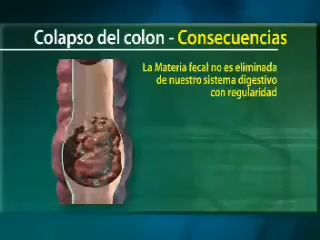 Colapso del colon - Consecuencias
La Materia fecal no es eliminada
de nuestro sistema digestivo
con regularidad